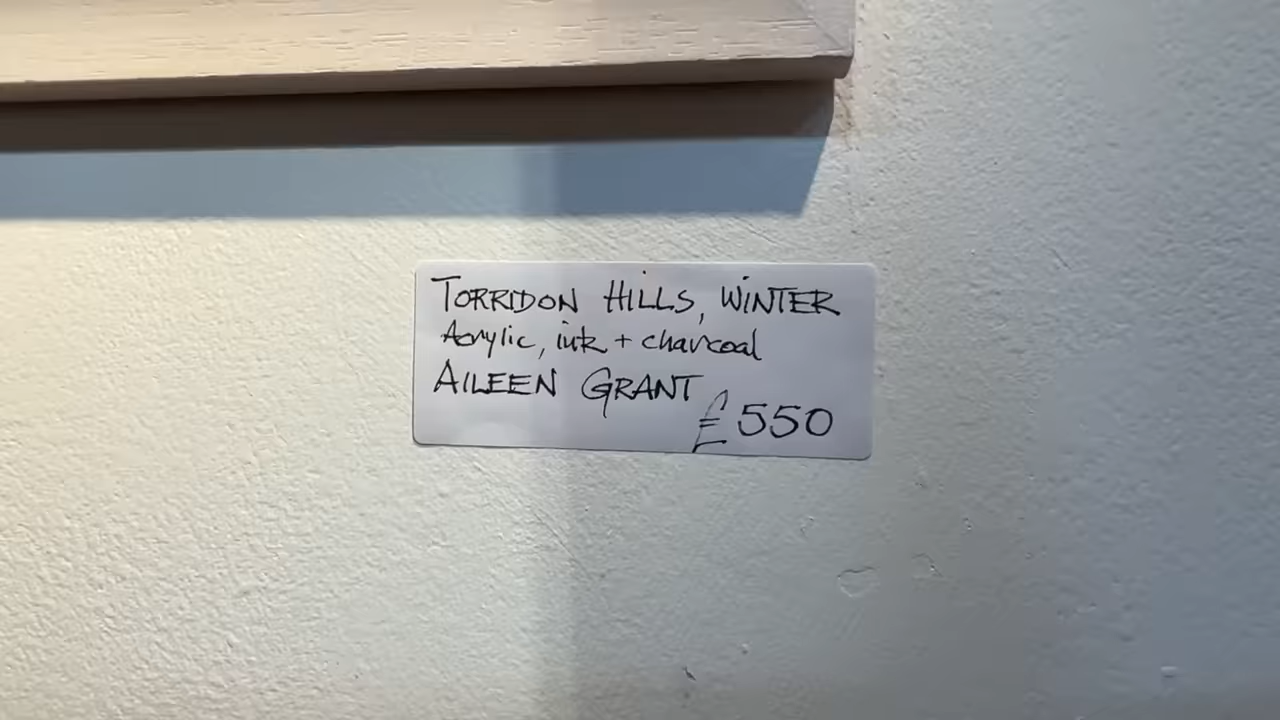 TORRIDON HILLS, WINTER
Acrylic, ink + charcoal
AILEEN GRANT
£550